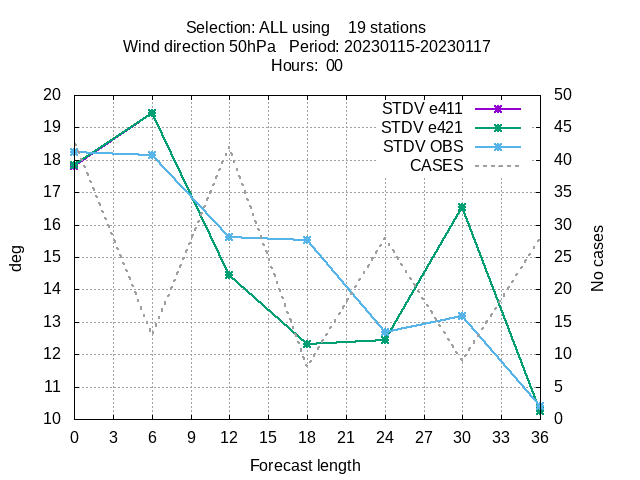 Selection: ALL using    19 stations
Wind direction 50hPa   Period: 20230115-20230117
Hours:  00
20
19
18
17
16
15
14
13
12
11
10
50
45
40
35
30
25
20
15
10
5
0
STDV e411
STDV e421
STDV OBS
CASES
deg
No cases
0 3 6 9 12 15 18 21 24 27 30 33 36
Forecast length